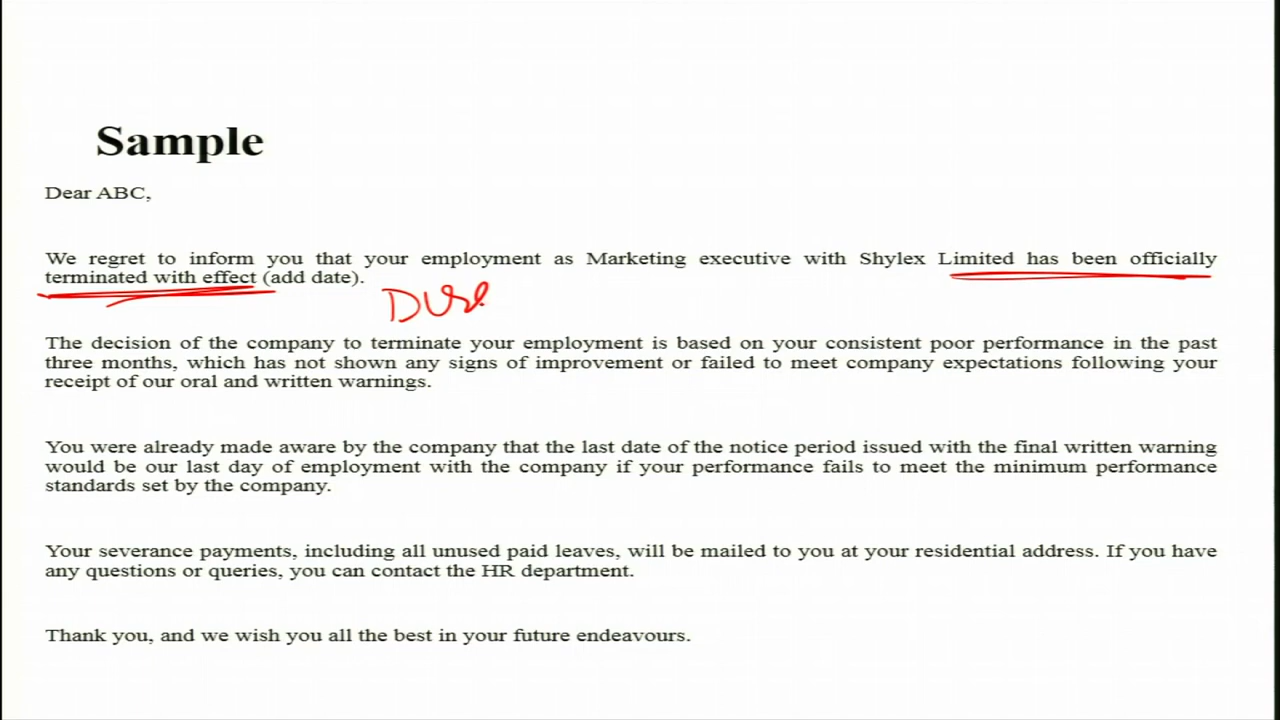 Sample
Dear ABC,
We regret to inform you that your employment as Marketing executive with Shylex Limited has been officially
terminated with effect (add date).
The decision of the company to terminate your employment is based on your consistent poor performance in the past
three months, which has not shown any signs of improvement or failed to meet company expectations following your
receipt of our oral and written warnings.
You were already made aware by the company that the last date of the notice period issued with the final written warning
would be our last day of employment with the company if your performance fails to meet the minimum performance
standards set by the company.
Your severance payments, including all unused paid leaves, will be mailed to you at your residential address. If you have
any questions or queries, you can contact the HR department.
Thank you, and we wish you all the best in your future endeavours.